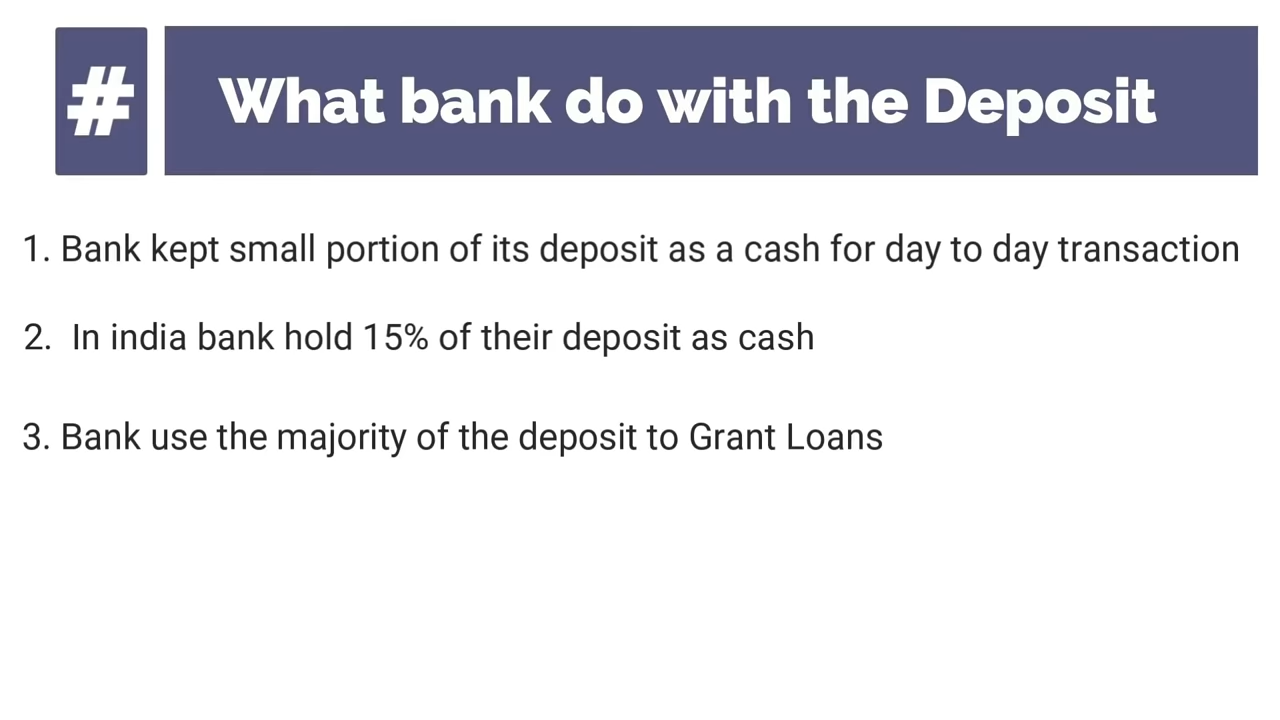 # What bank do with the Deposit
1. Bank kept small portion of its deposit as a cash for day to day transaction
2. In india bank hold 15% of their deposit as cash
3. Bank use the majority of the deposit to Grant Loans